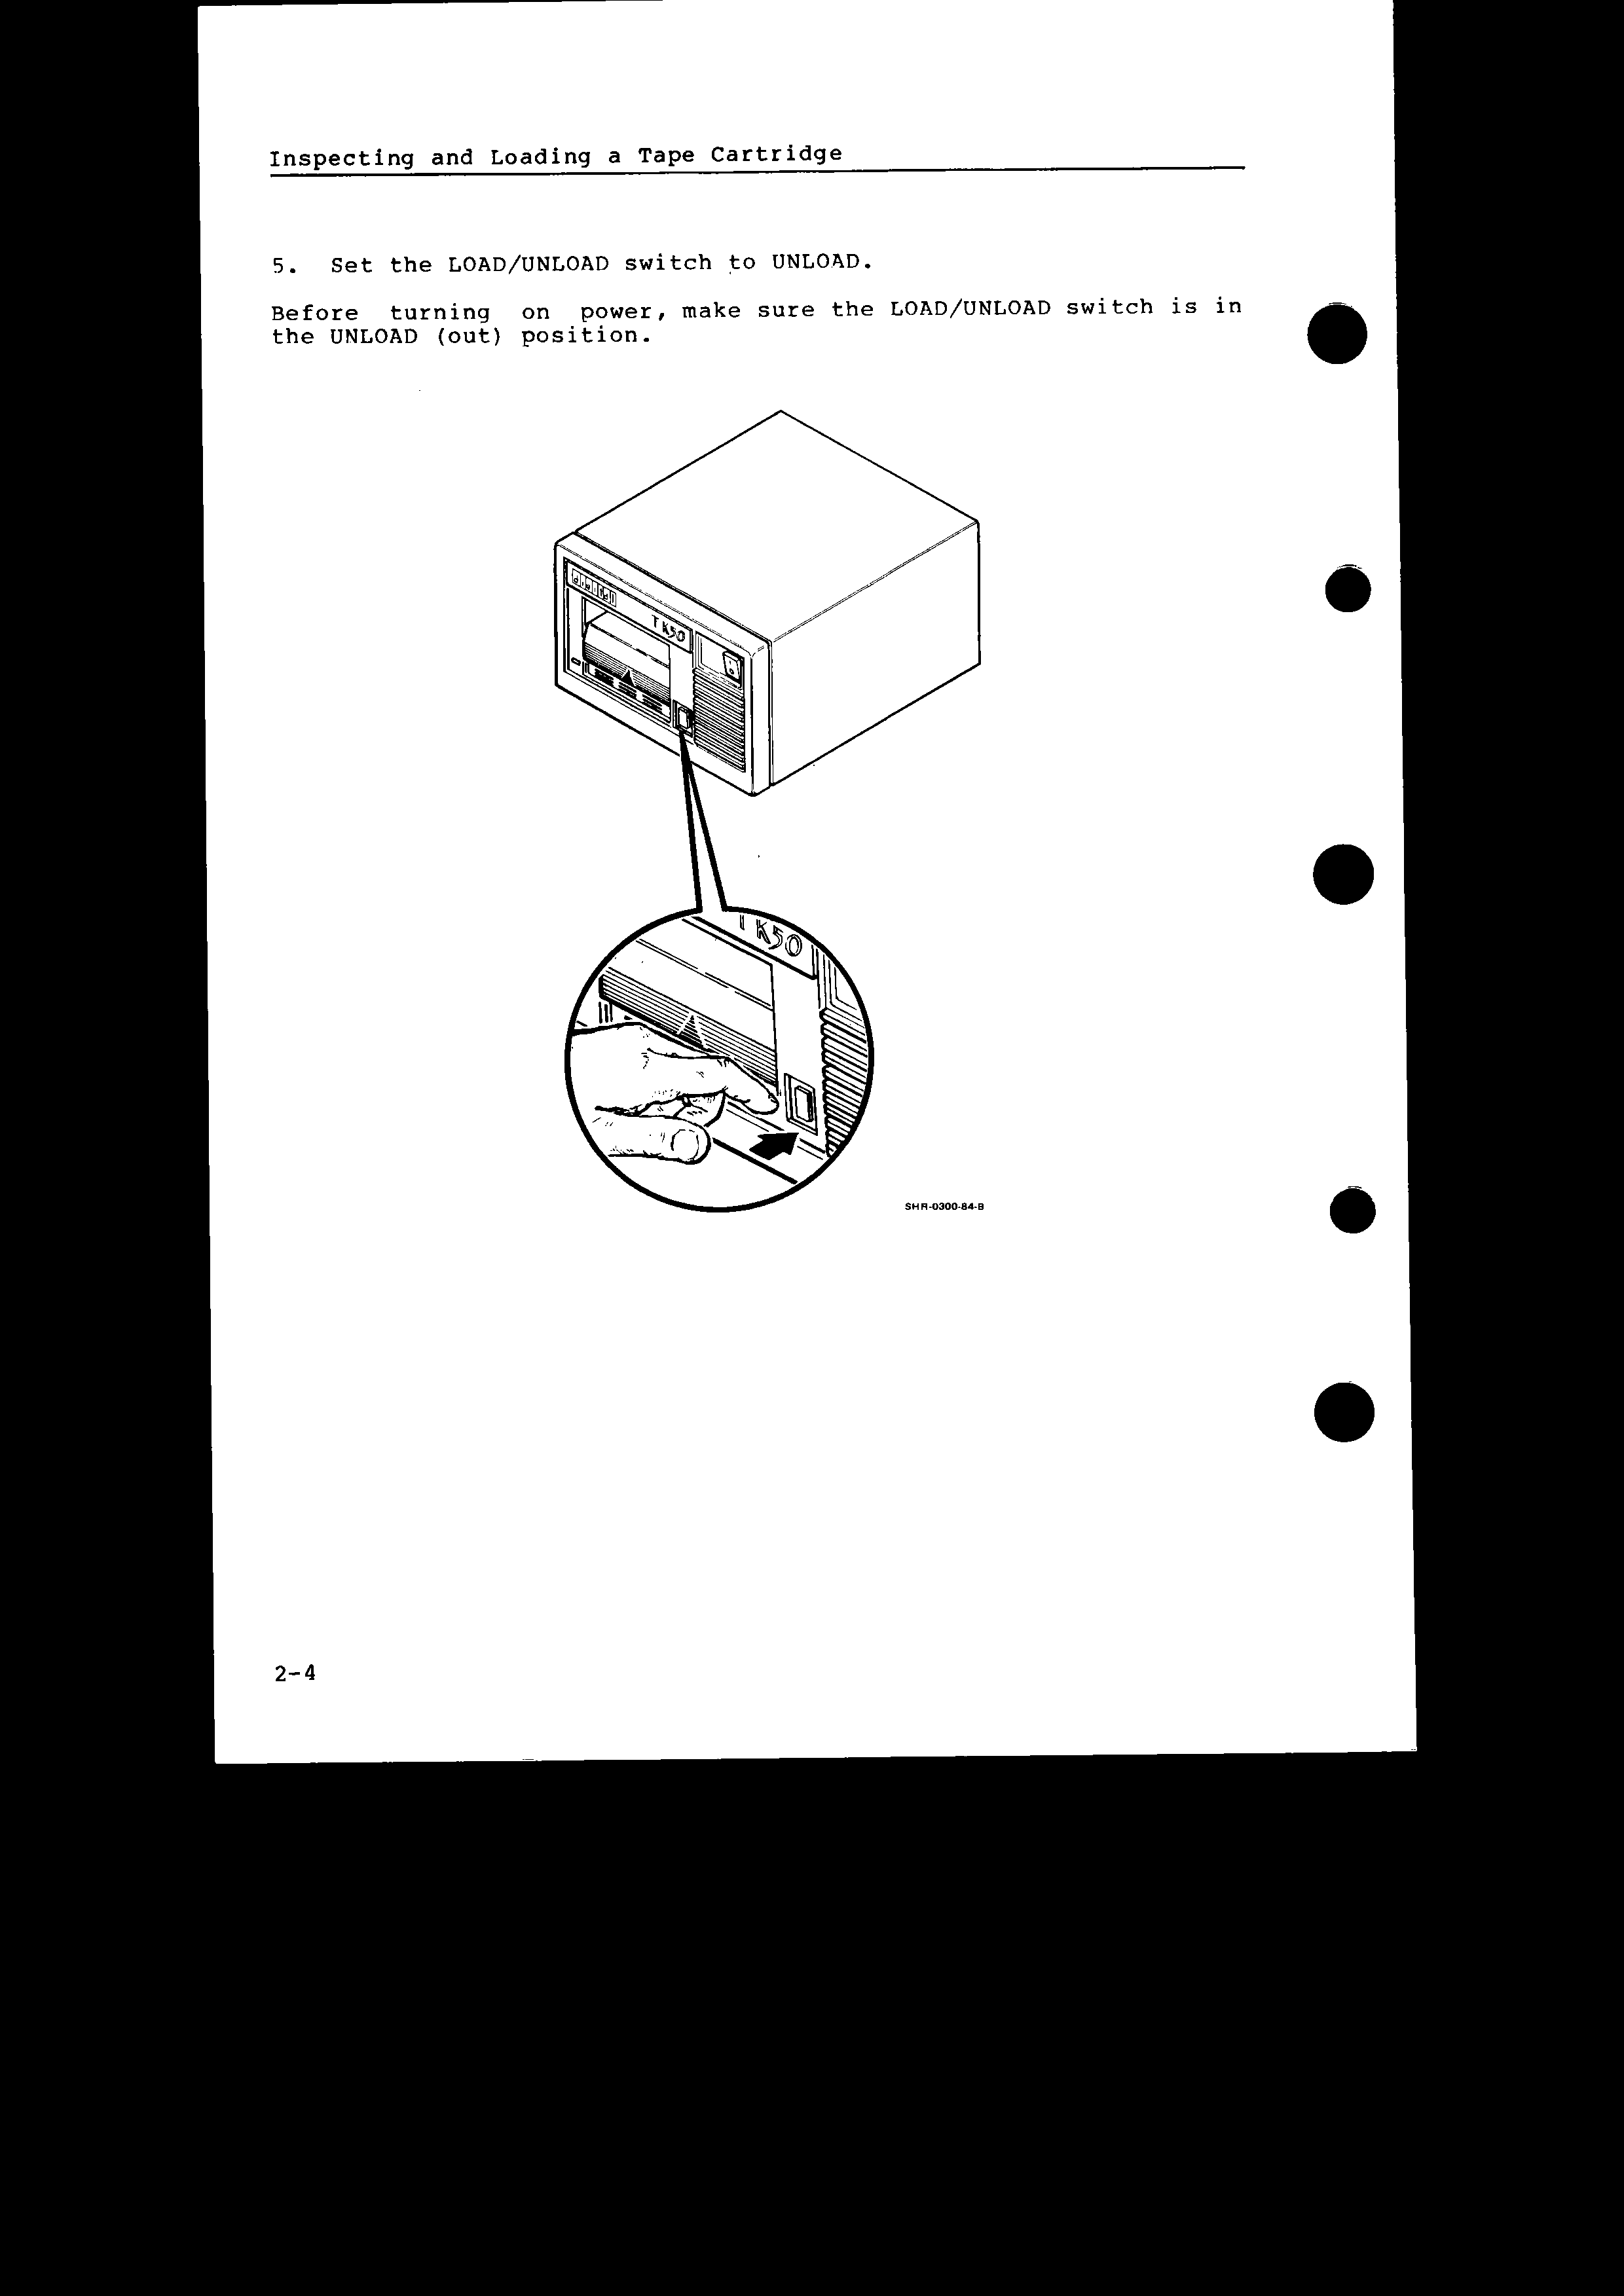 Inspecting and Loading a Tape Cartridge
5. Set the LOAD/UNLOAD switch to UNLOAD.
Before turning on power, make sure the LOAD/UNLOAD switch is in
the UNLOAD (out) position.
digital
TK50
TK50
SHR-0300-84-B
2-4